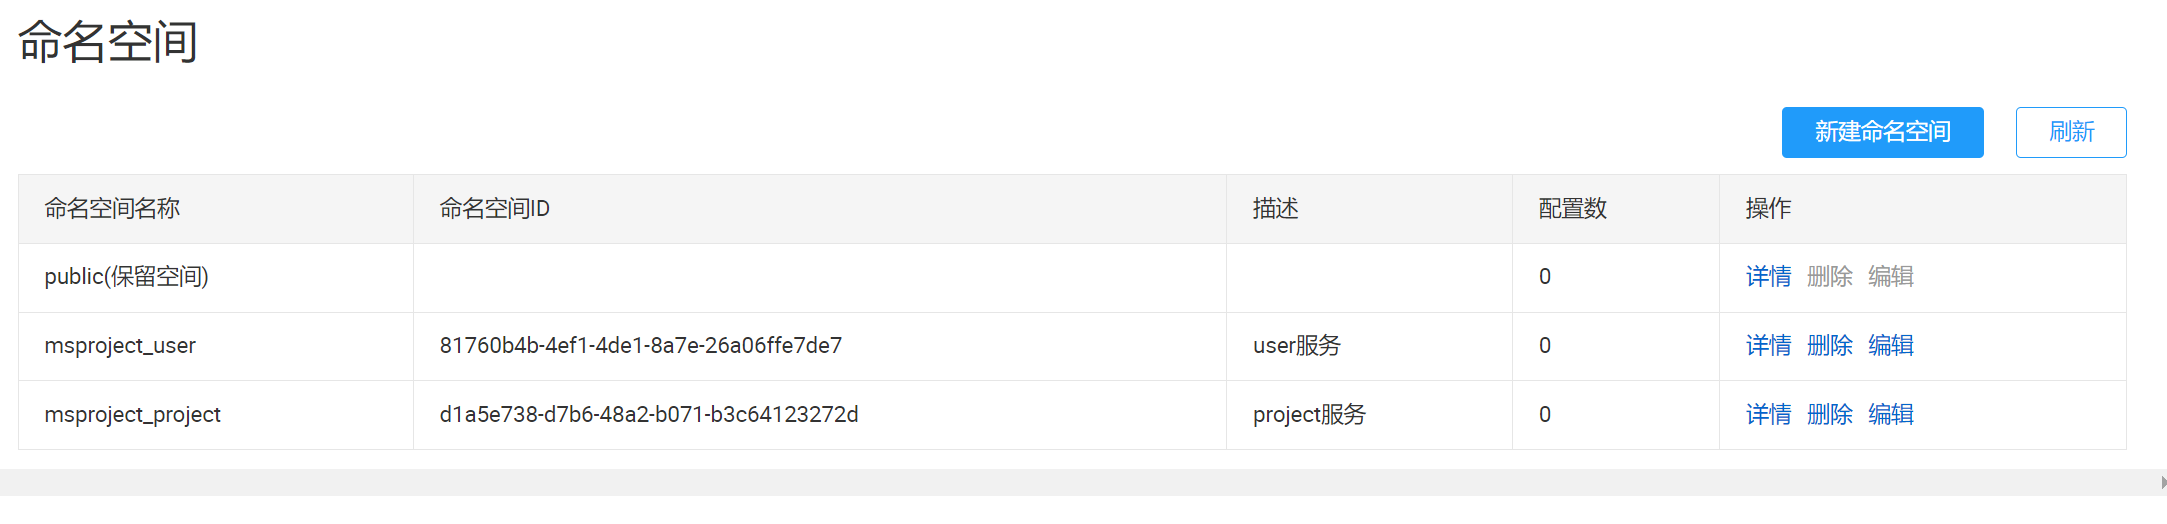 命名空间
新建命名空间 刷新
命名空间名称 命名空间ID 描述 配置数 操作
public(保留空间) 0 详情 删除 编辑
msproject_user 81760b4b-4ef1-4de1-8a7e-26a06ffe7de7 user服务 0 详情 删除 编辑
msproject_project d1a5e738-d7b6-48a2-b071-b3c64123272d project服务 0 详情 删除 编辑